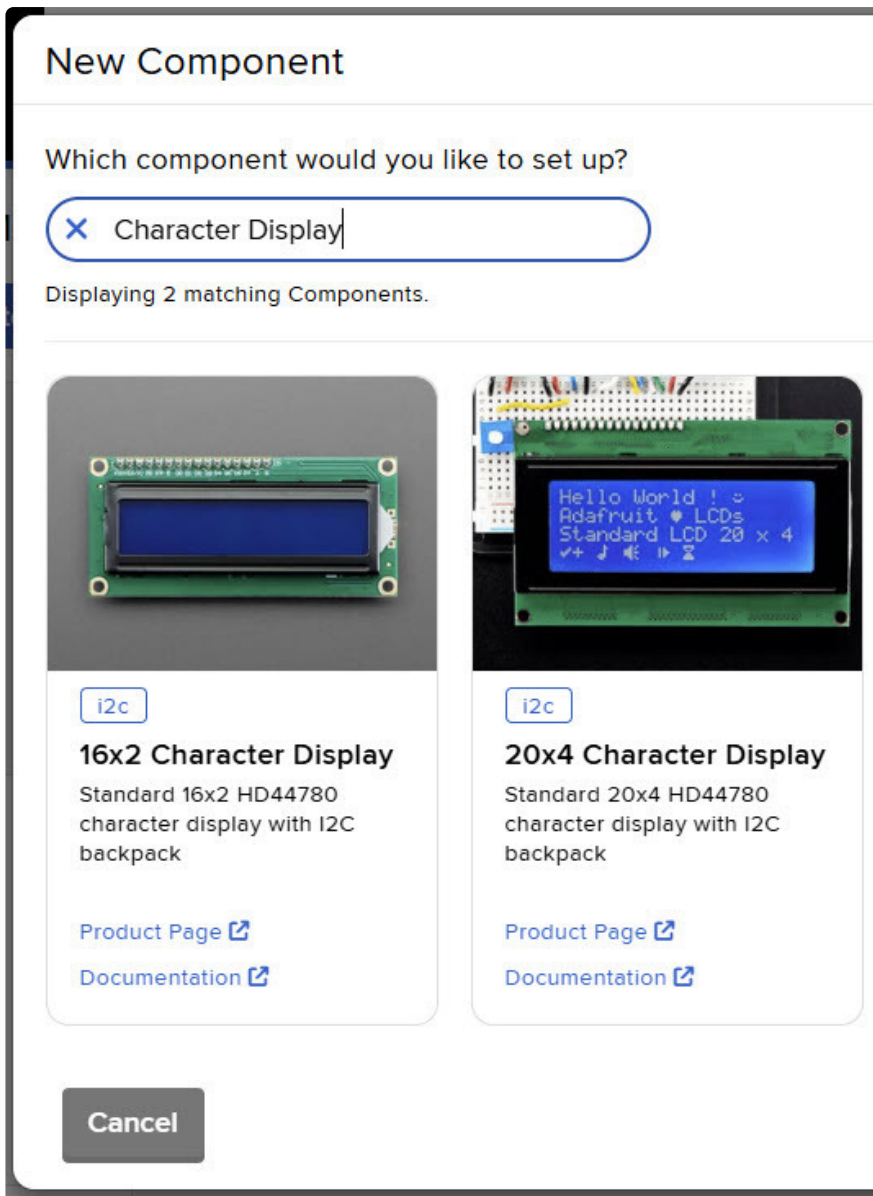 New Component
Which component would you like to set up?
Character Display
Displaying 2 matching Components.
Hello World !
Adafruit ♥ LCDs
Standard LCD 20 x 4
i2c
16x2 Character Display
Standard 16x2 HD44780
character display with I2C
backpack
Product Page
Documentation
i2c
20x4 Character Display
Standard 20x4 HD44780
character display with I2C
backpack
Product Page
Documentation
Cancel